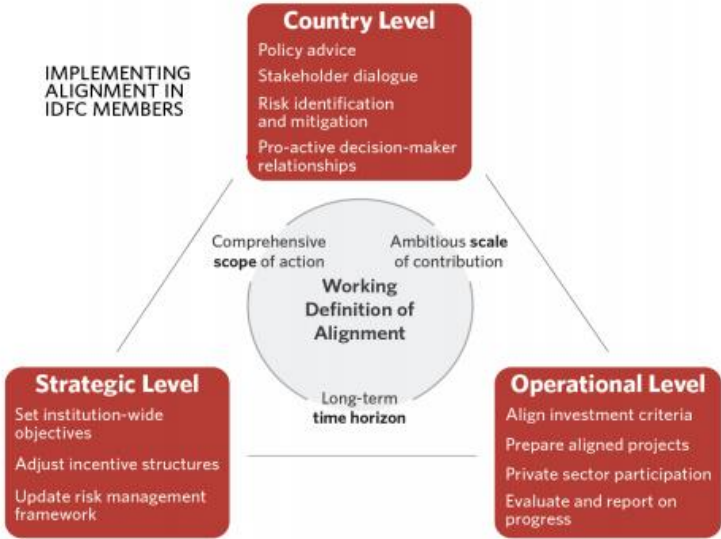 IMPLEMENTING
ALIGNMENT IN
IDFC MEMBERS
Country Level
Policy advice
Stakeholder dialogue
Risk identification
and mitigation
Pro-active decision-maker
relationships
Comprehensive
scope of action
Ambitious scale
of contribution
Working
Definition of
Alignment
Long-term
time horizon
Strategic Level
Set institution-wide
objectives
Adjust incentive structures
Update risk management
framework
Operational Level
Align investment criteria
Prepare aligned projects
Private sector participation
Evaluate and report on
progress